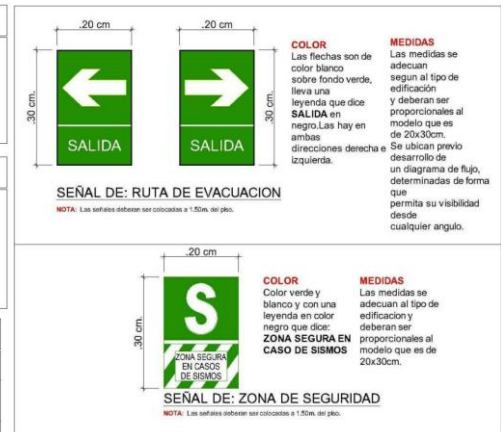 .20 cm
.20 cm
.30 cm.
.30 cm.
SALIDA
SALIDA
COLOR
Las flechas son de
color blanco
sobre fondo verde,
lleva una
leyenda que dice
SALIDA en
negro.Las hay en
ambas
direcciones derecha e
izquierda.
MEDIDAS
Las medidas se
adecuan
segun al tipo de
edificación
y deberan ser
proporcionales al
modelo que es
de 20x30cm.
Se ubican previo
desarrollo de
un diagrama de flujo,
determinadas de forma
que
permita su visibilidad
desde
cualquier angulo.
SEÑAL DE: RUTA DE EVACUACION
NOTA: Las señales deberan ser colocadas a 1.50m. del piso.
.20 cm
.30 cm.
S
ZONA SEGURA
EN CASOS
DE SISMOS
COLOR
Color verde y
blanco y con una
leyenda en color
negro que dice:
ZONA SEGURA EN
CASO DE SISMOS
MEDIDAS
Las medidas se
adecuan al tipo de
edificacion y
deberan ser
proporcionales al
modelo que es de
20x30cm.
SEÑAL DE: ZONA DE SEGURIDAD
NOTA: Las señales deberan ser colocadas a 1.50m. del piso.